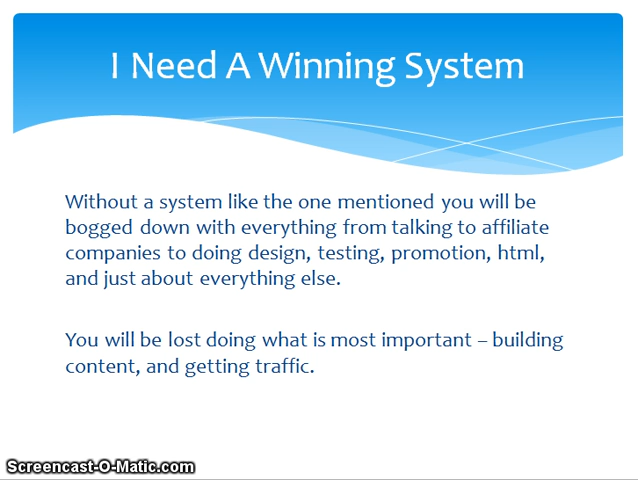 I Need A Winning System
Without a system like the one mentioned you will be
bogged down with everything from talking to affiliate
companies to doing design, testing, promotion, html,
and just about everything else.
You will be lost doing what is most important – building
content, and getting traffic.
Screencast-O-Matic.com